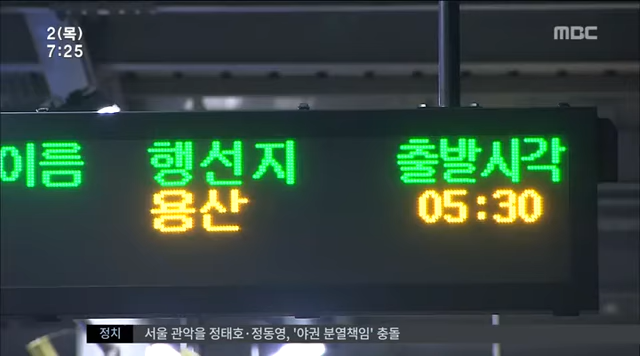 2(목)
7:25
MBC
이름 행선지 출발시각
용산 05:30
정치 서울 관악을 정태호·정동영, '야권 분열책임' 충돌